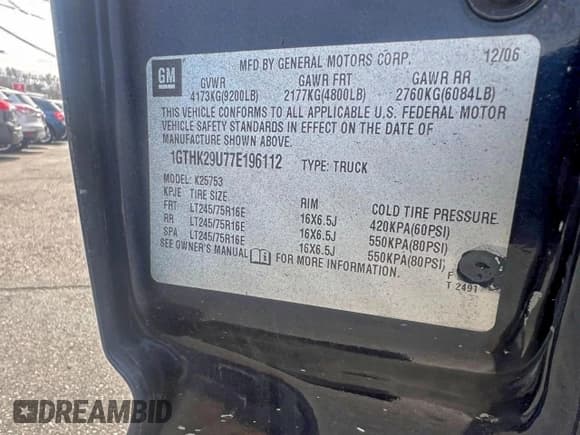 GM
MFD BY GENERAL MOTORS CORP. 12/06
GVWR GAWR FRT GAWR RR
4173KG(9200LB) 2177KG(4800LB) 2760KG(6084LB)
THIS VEHICLE CONFORMS TO ALL APPLICABLE U.S. FEDERAL MOTOR
VEHICLE SAFETY STANDARDS IN EFFECT ON THE DATE OF
MANUFACTURE SHOWN ABOVE.
1GTHK29U77E196112 TYPE: TRUCK
MODEL: K25753
KPJE TIRE SIZE RIM COLD TIRE PRESSURE
FRT LT245/75R16E 16X6.5J 420KPA(60PSI)
RR LT245/75R16E 16X6.5J 550KPA(80PSI)
SPA LT245/75R16E 16X6.5J 550KPA(80PSI)
SEE OWNER'S MANUAL FOR MORE INFORMATION.
F
T 2491
DREAMBID